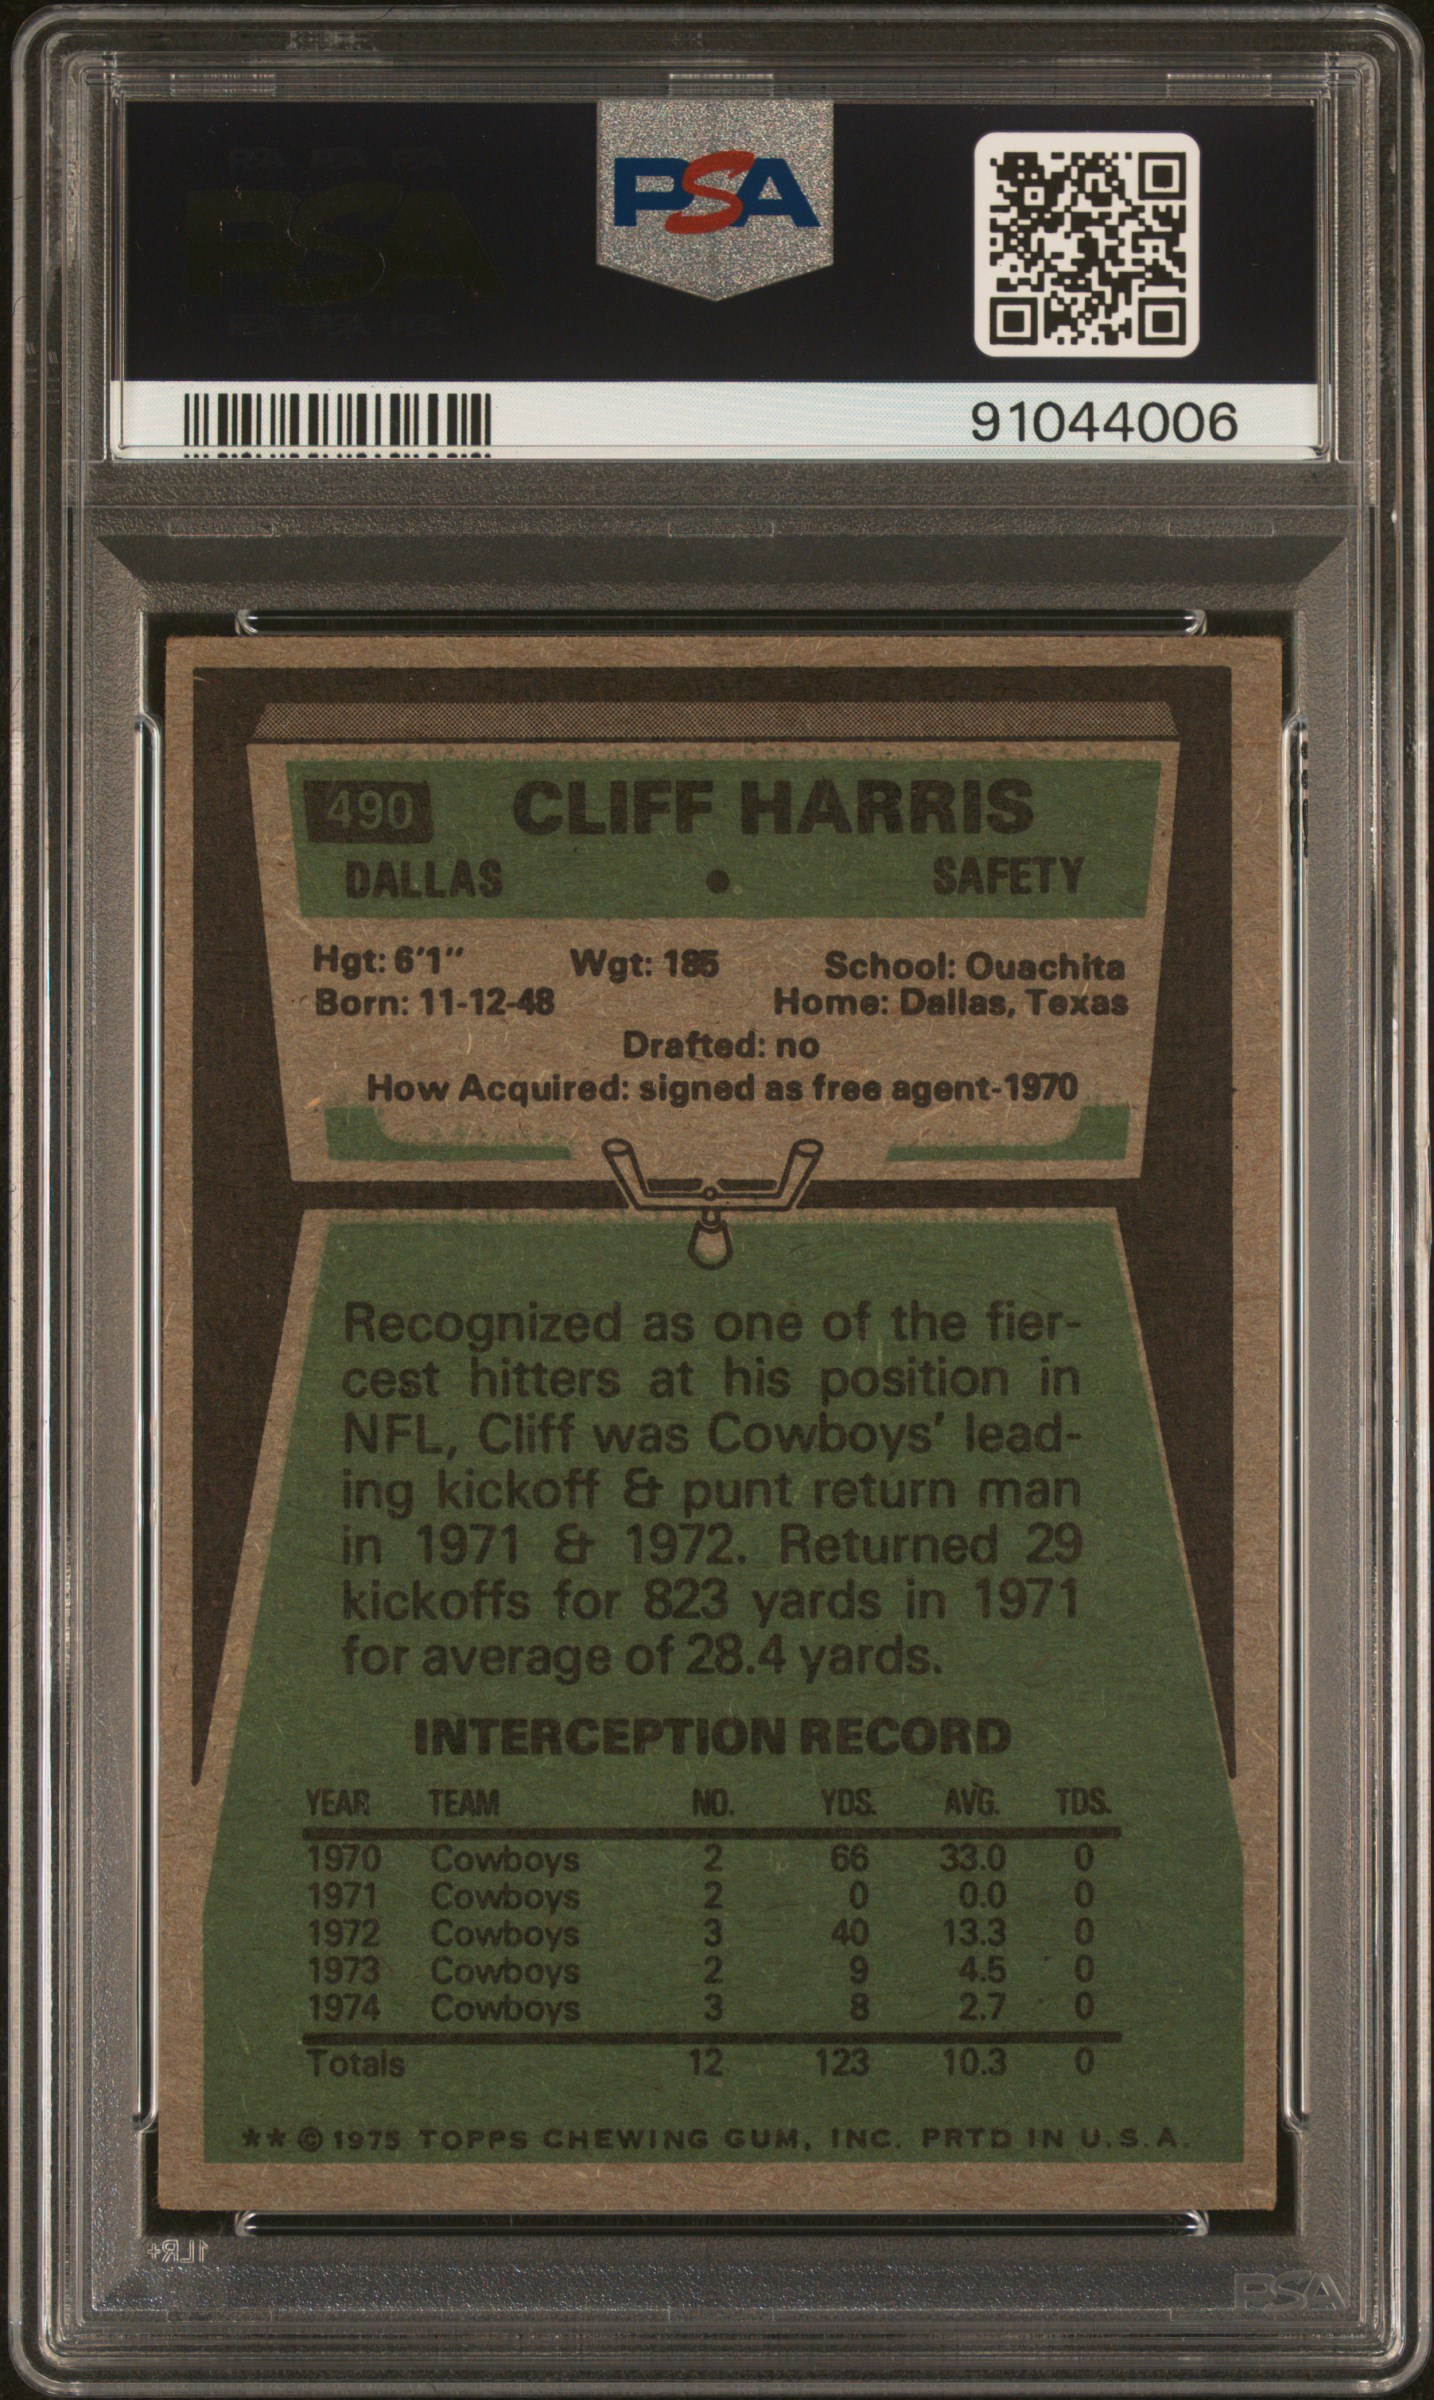 PSA
91044006
490 CLIFF HARRIS
DALLAS • SAFETY
Hgt: 6'1" Wgt: 185 School: Ouachita
Born: 11-12-48 Home: Dallas, Texas
Drafted: no
How Acquired: signed as free agent-1970
Recognized as one of the fier-
cest hitters at his position in
NFL, Cliff was Cowboys' lead-
ing kickoff & punt return man
in 1971 & 1972. Returned 29
kickoffs for 823 yards in 1971
for average of 28.4 yards.
INTERCEPTION RECORD
YEAR TEAM NO. YDS. AVG. TDS.
1970 Cowboys 2 66 33.0 0
1971 Cowboys 2 0 0.0 0
1972 Cowboys 3 40 13.3 0
1973 Cowboys 2 9 4.5 0
1974 Cowboys 3 8 2.7 0
Totals 12 123 10.3 0
** © 1975 TOPPS CHEWING GUM, INC. PRTD IN U.S.A.
1LR+
PSA